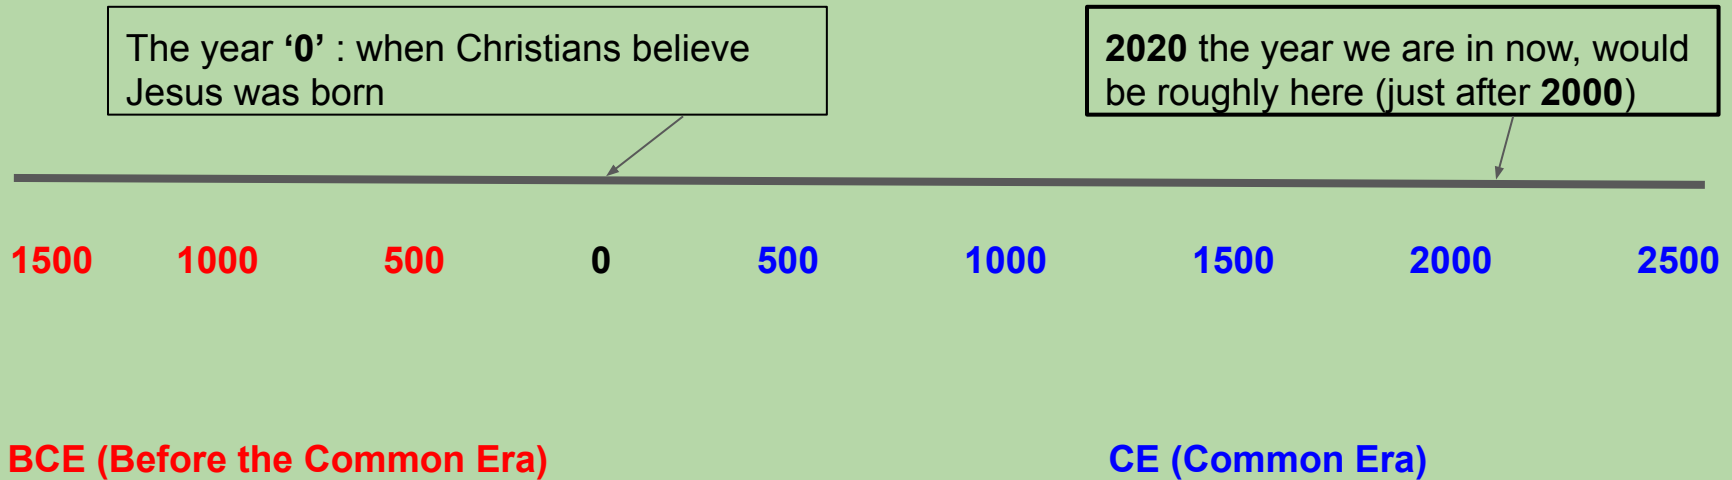 The year ‘0’ : when Christians believe
Jesus was born
2020 the year we are in now, would
be roughly here (just after 2000)
1500 1000 500 0 500 1000 1500 2000 2500
BCE (Before the Common Era) CE (Common Era)